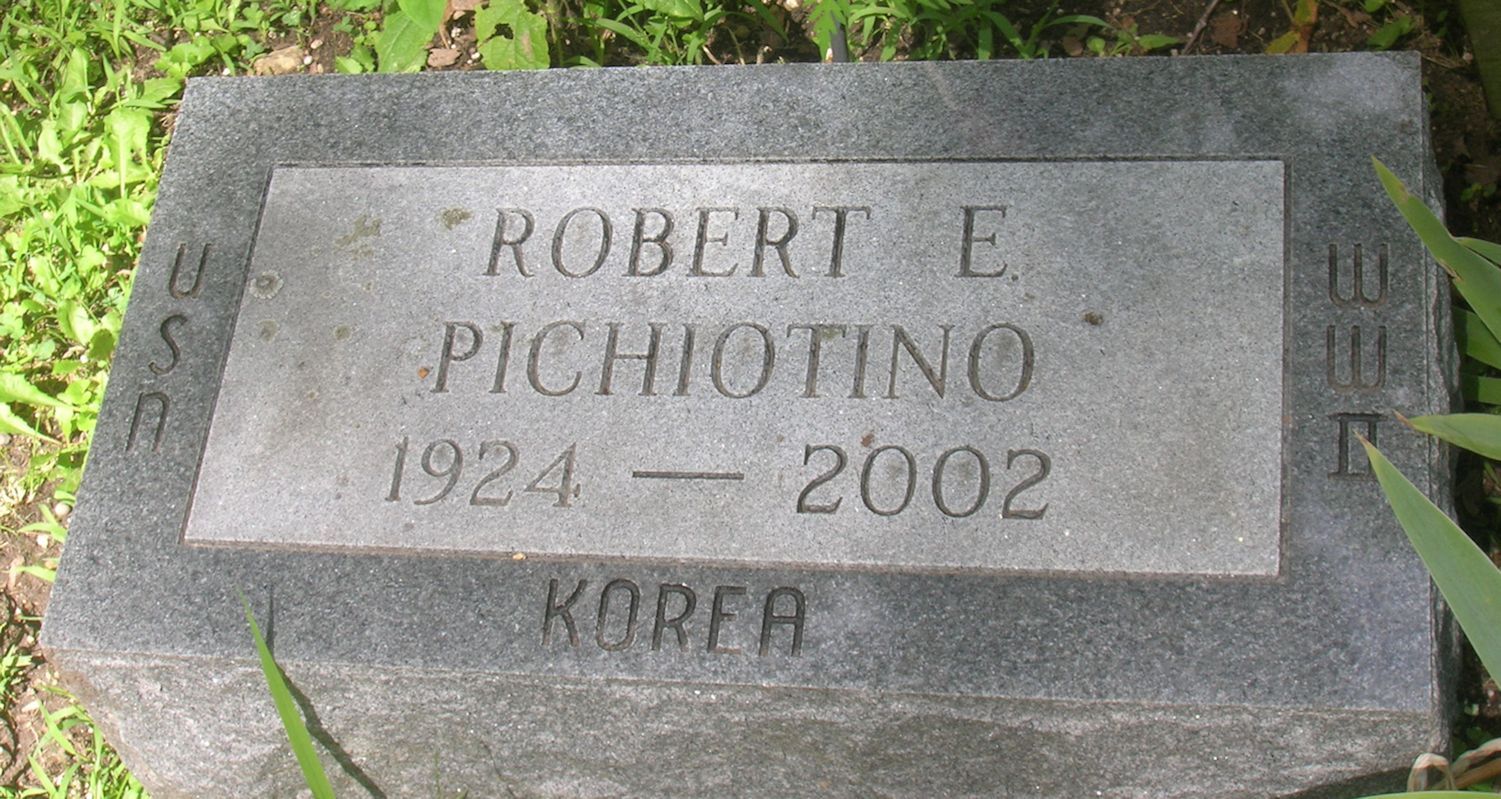 ROBERT E.
PICHIOTINO
1924 — 2002
USN
WW II
KOREA